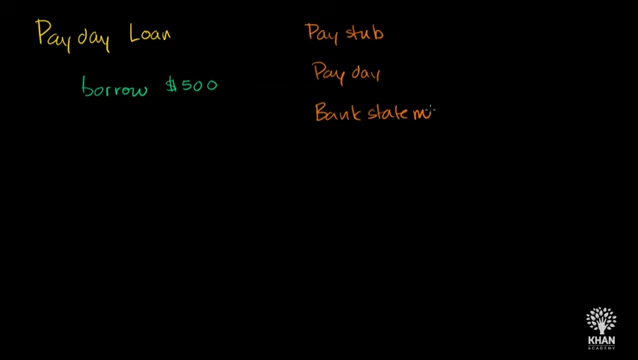 Payday Loan
borrow $500
Pay stub
Pay day
Bank statem
KHAN
ACADEMY